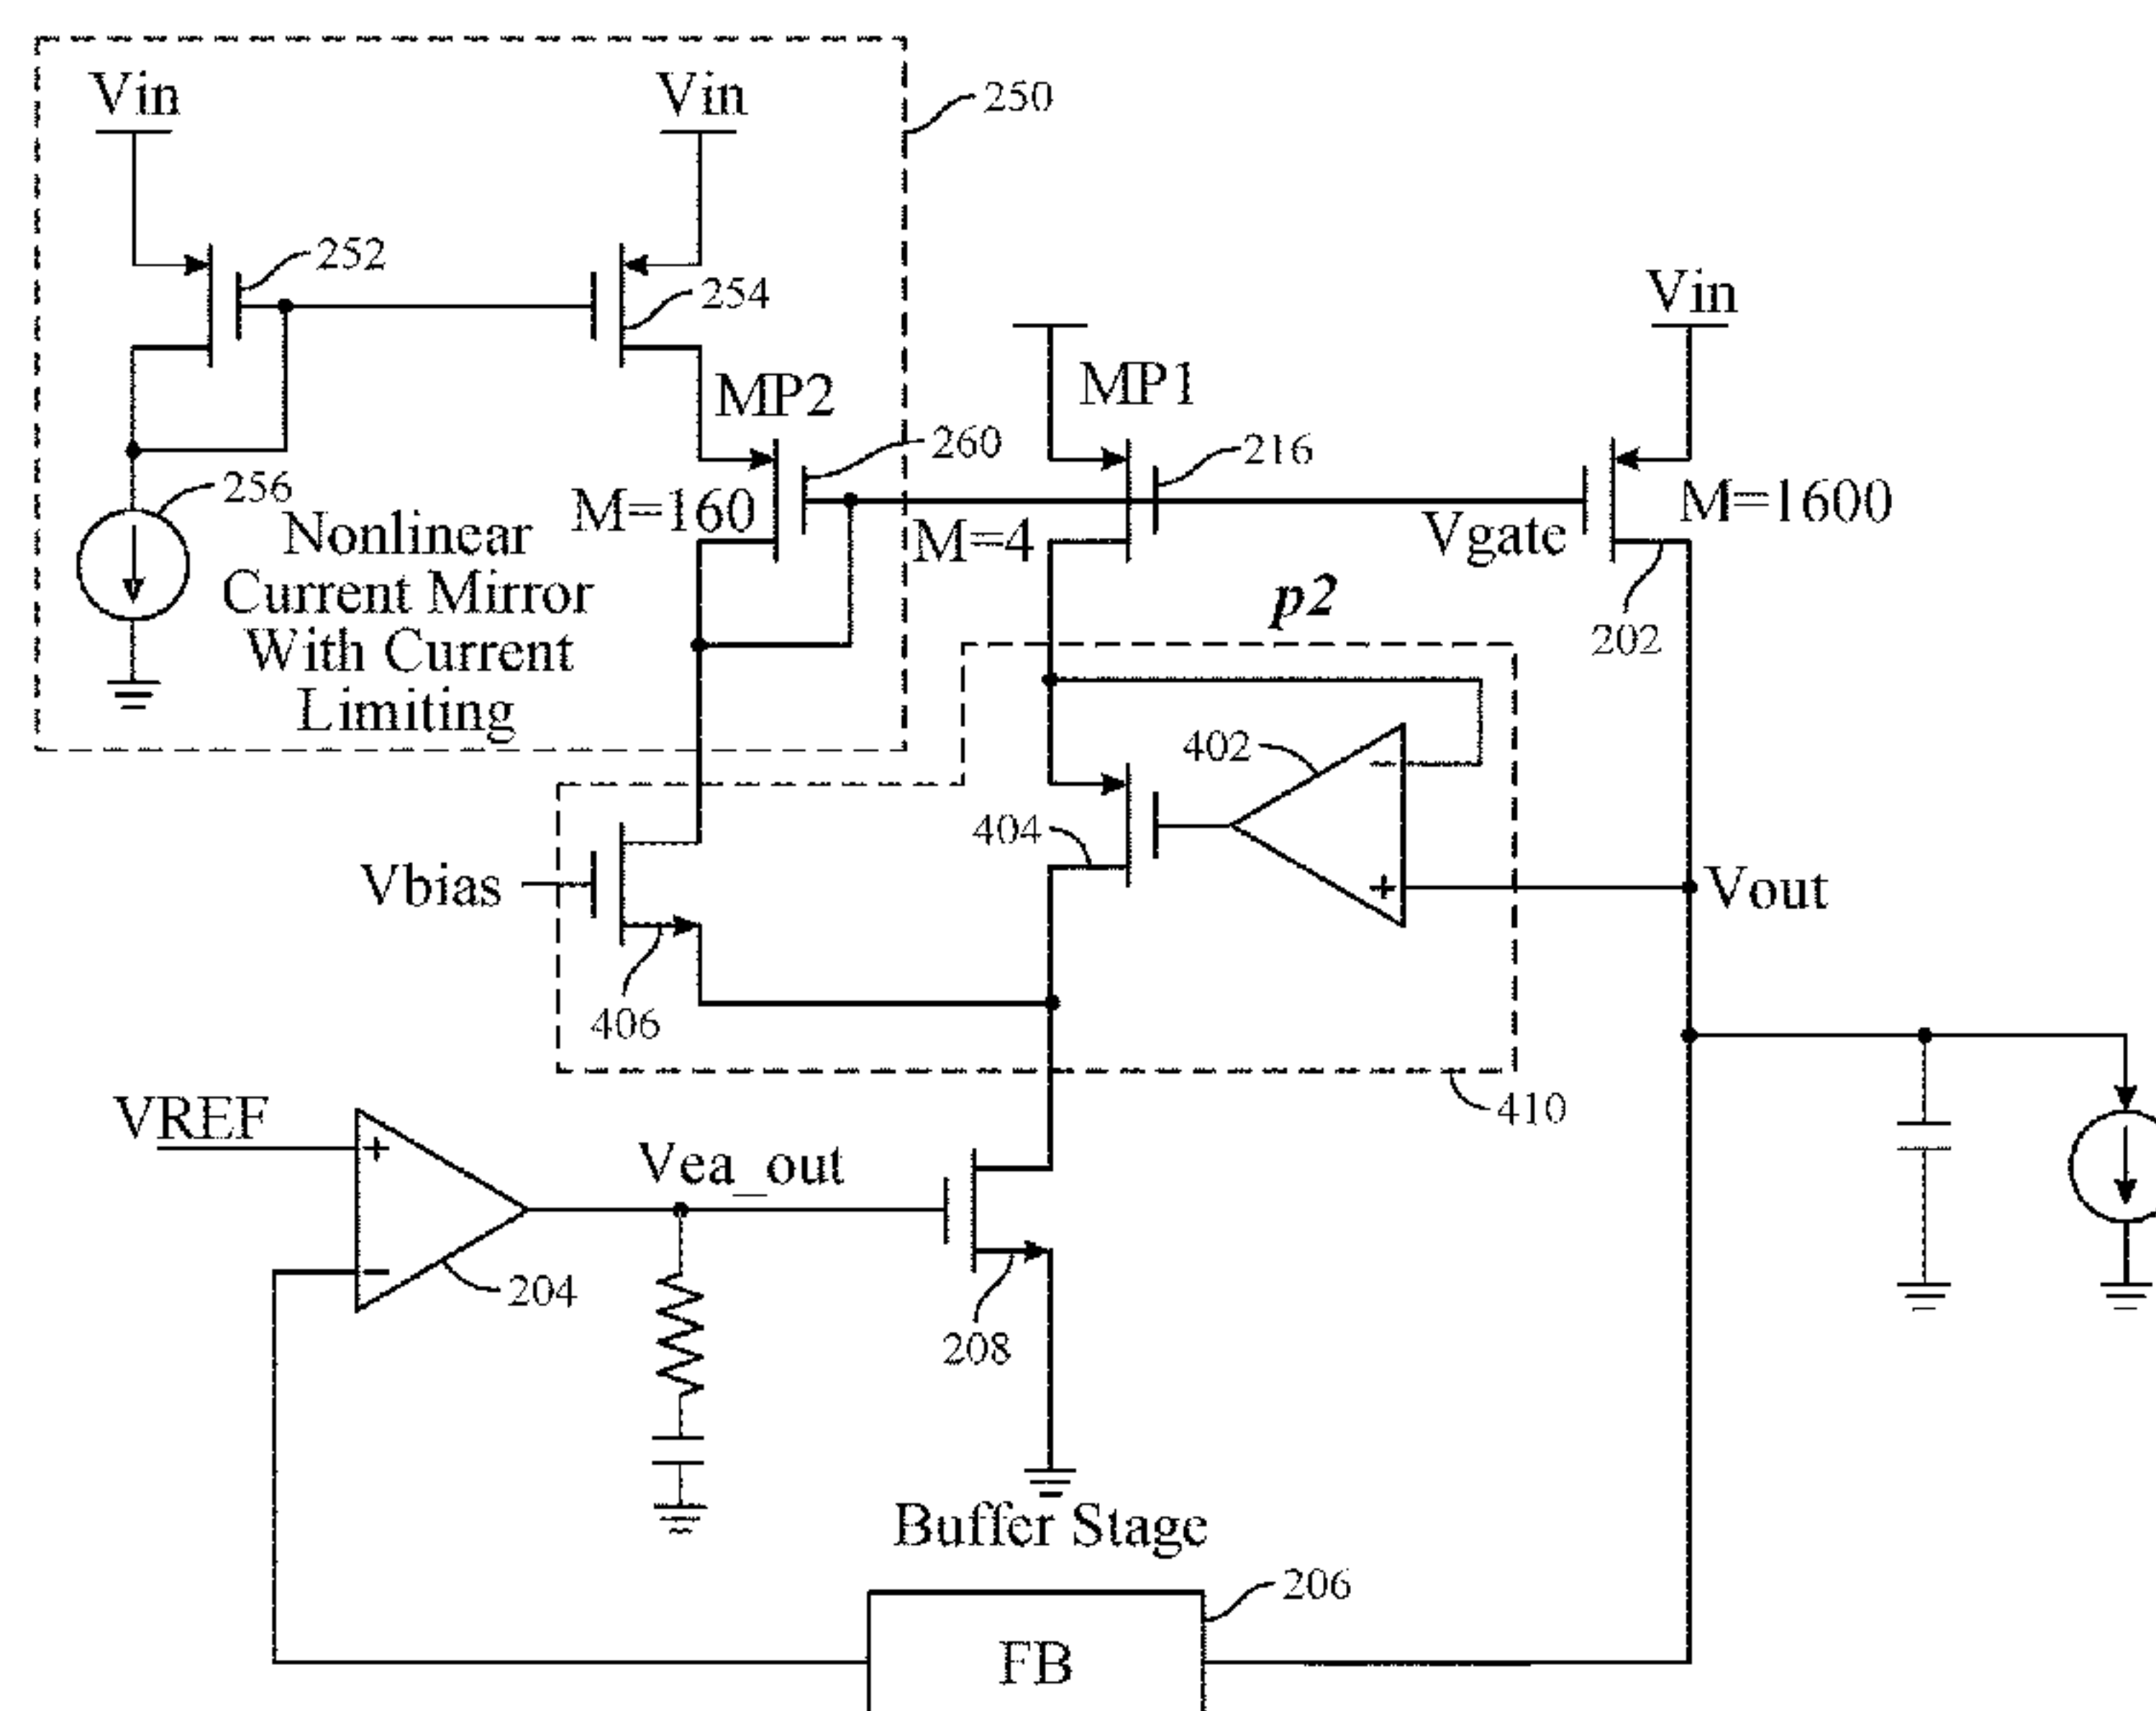 Vin
Vin
250
252
254
Vin
MP2
MP1
260
216
256
M=160
M=4
Vgate
M=1600
Nonlinear
Current Mirror
With Current
Limiting
p2
202
402
−
404
Vbias
+
Vout
406
410
VREF
+
Vea_out
−
204
208
Buffer Stage
206
FB